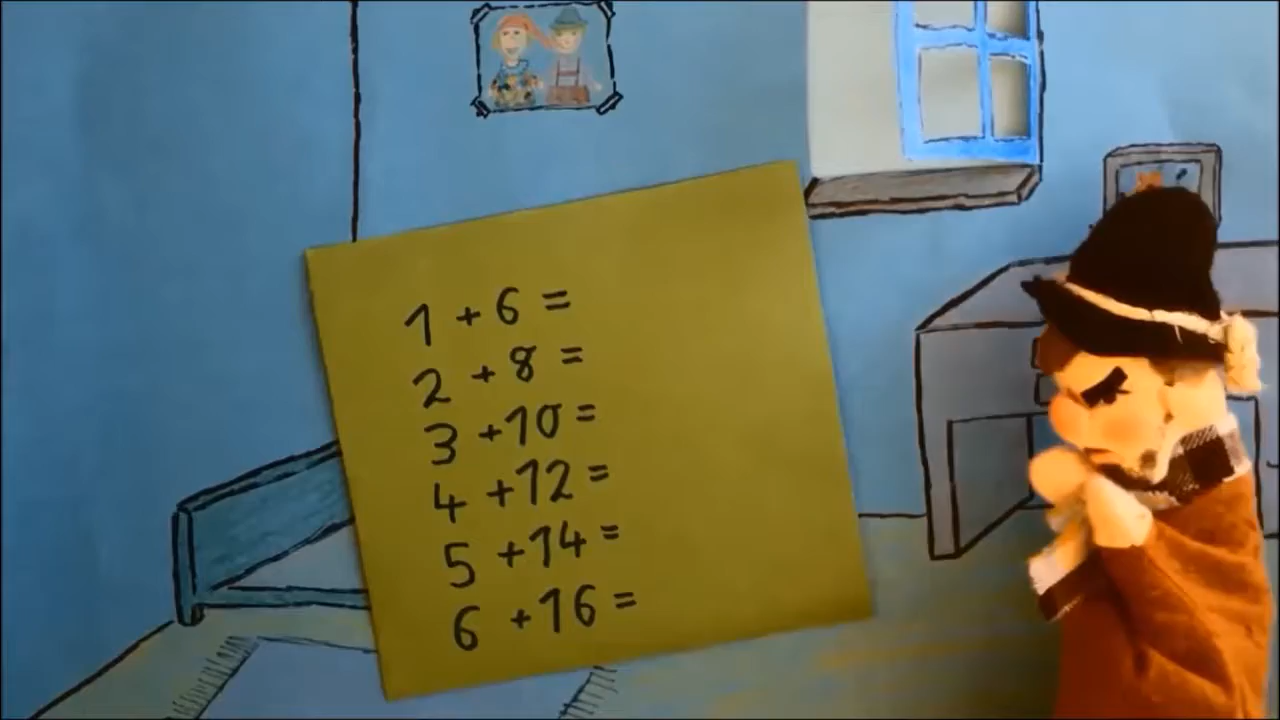 1 + 6 =
2 + 8 =
3 + 10 =
4 + 12 =
5 + 14 =
6 + 16 =